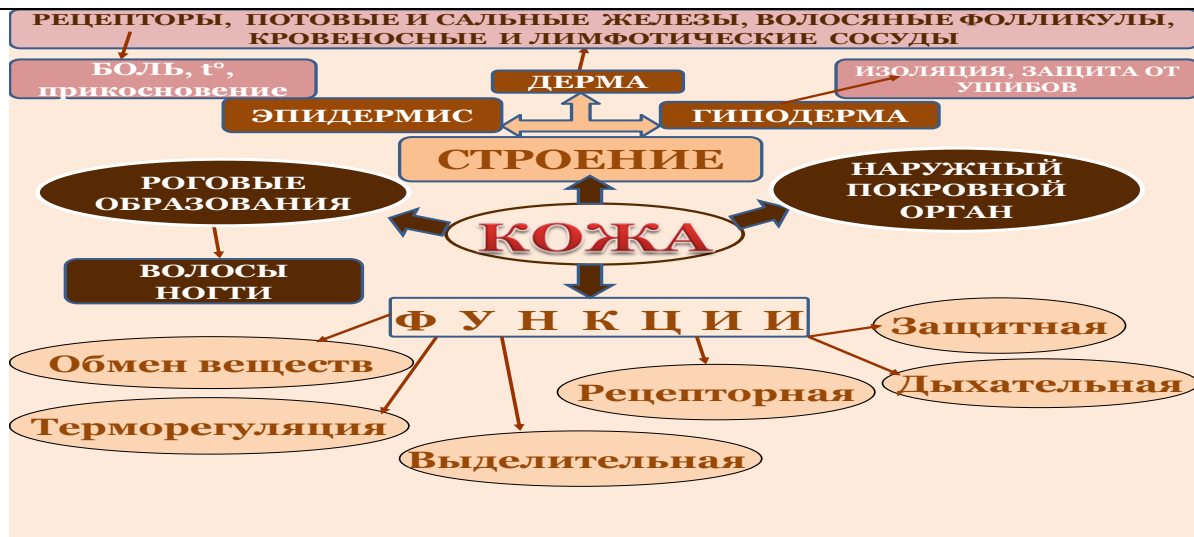 РЕЦЕПТОРЫ, ПОТОВЫЕ И САЛЬНЫЕ ЖЕЛЕЗЫ, ВОЛОСЯНЫЕ ФОЛЛИКУЛЫ,
КРОВЕНОСНЫЕ И ЛИМФОТИЧЕСКИЕ СОСУДЫ
БОЛЬ, t°,
прикосновение
ДЕРМА
ИЗОЛЯЦИЯ, ЗАЩИТА ОТ
УШИБОВ
ЭПИДЕРМИС
ГИПОДЕРМА
СТРОЕНИЕ
РОГОВЫЕ
ОБРАЗОВАНИЯ
НАРУЖНЫЙ
ПОКРОВНОЙ
ОРГАН
КОЖА
ВОЛОСЫ
НОГТИ
Ф У Н К Ц И И
Защитная
Обмен веществ
Рецепторная
Дыхательная
Терморегуляция
Выделительная